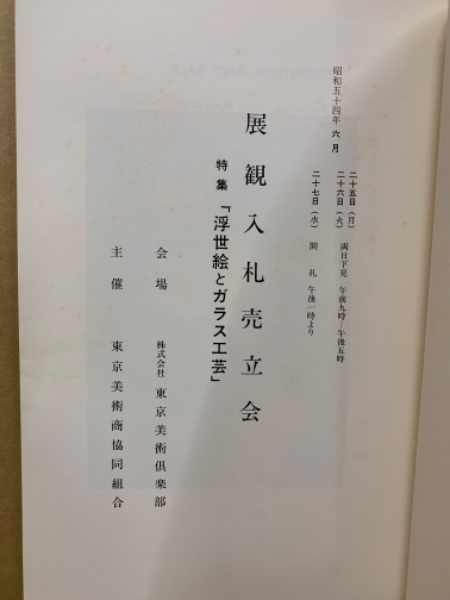 昭和五十四年 六月
二十五日（月）
二十六日（火） 両日下見 午前九時―午後五時
二十七日（水） 開札 午後一時より
展観入札売立会
特集「浮世絵とガラス工芸」
会場 株式会社 東京美術倶楽部
主催 東京美術商協同組合